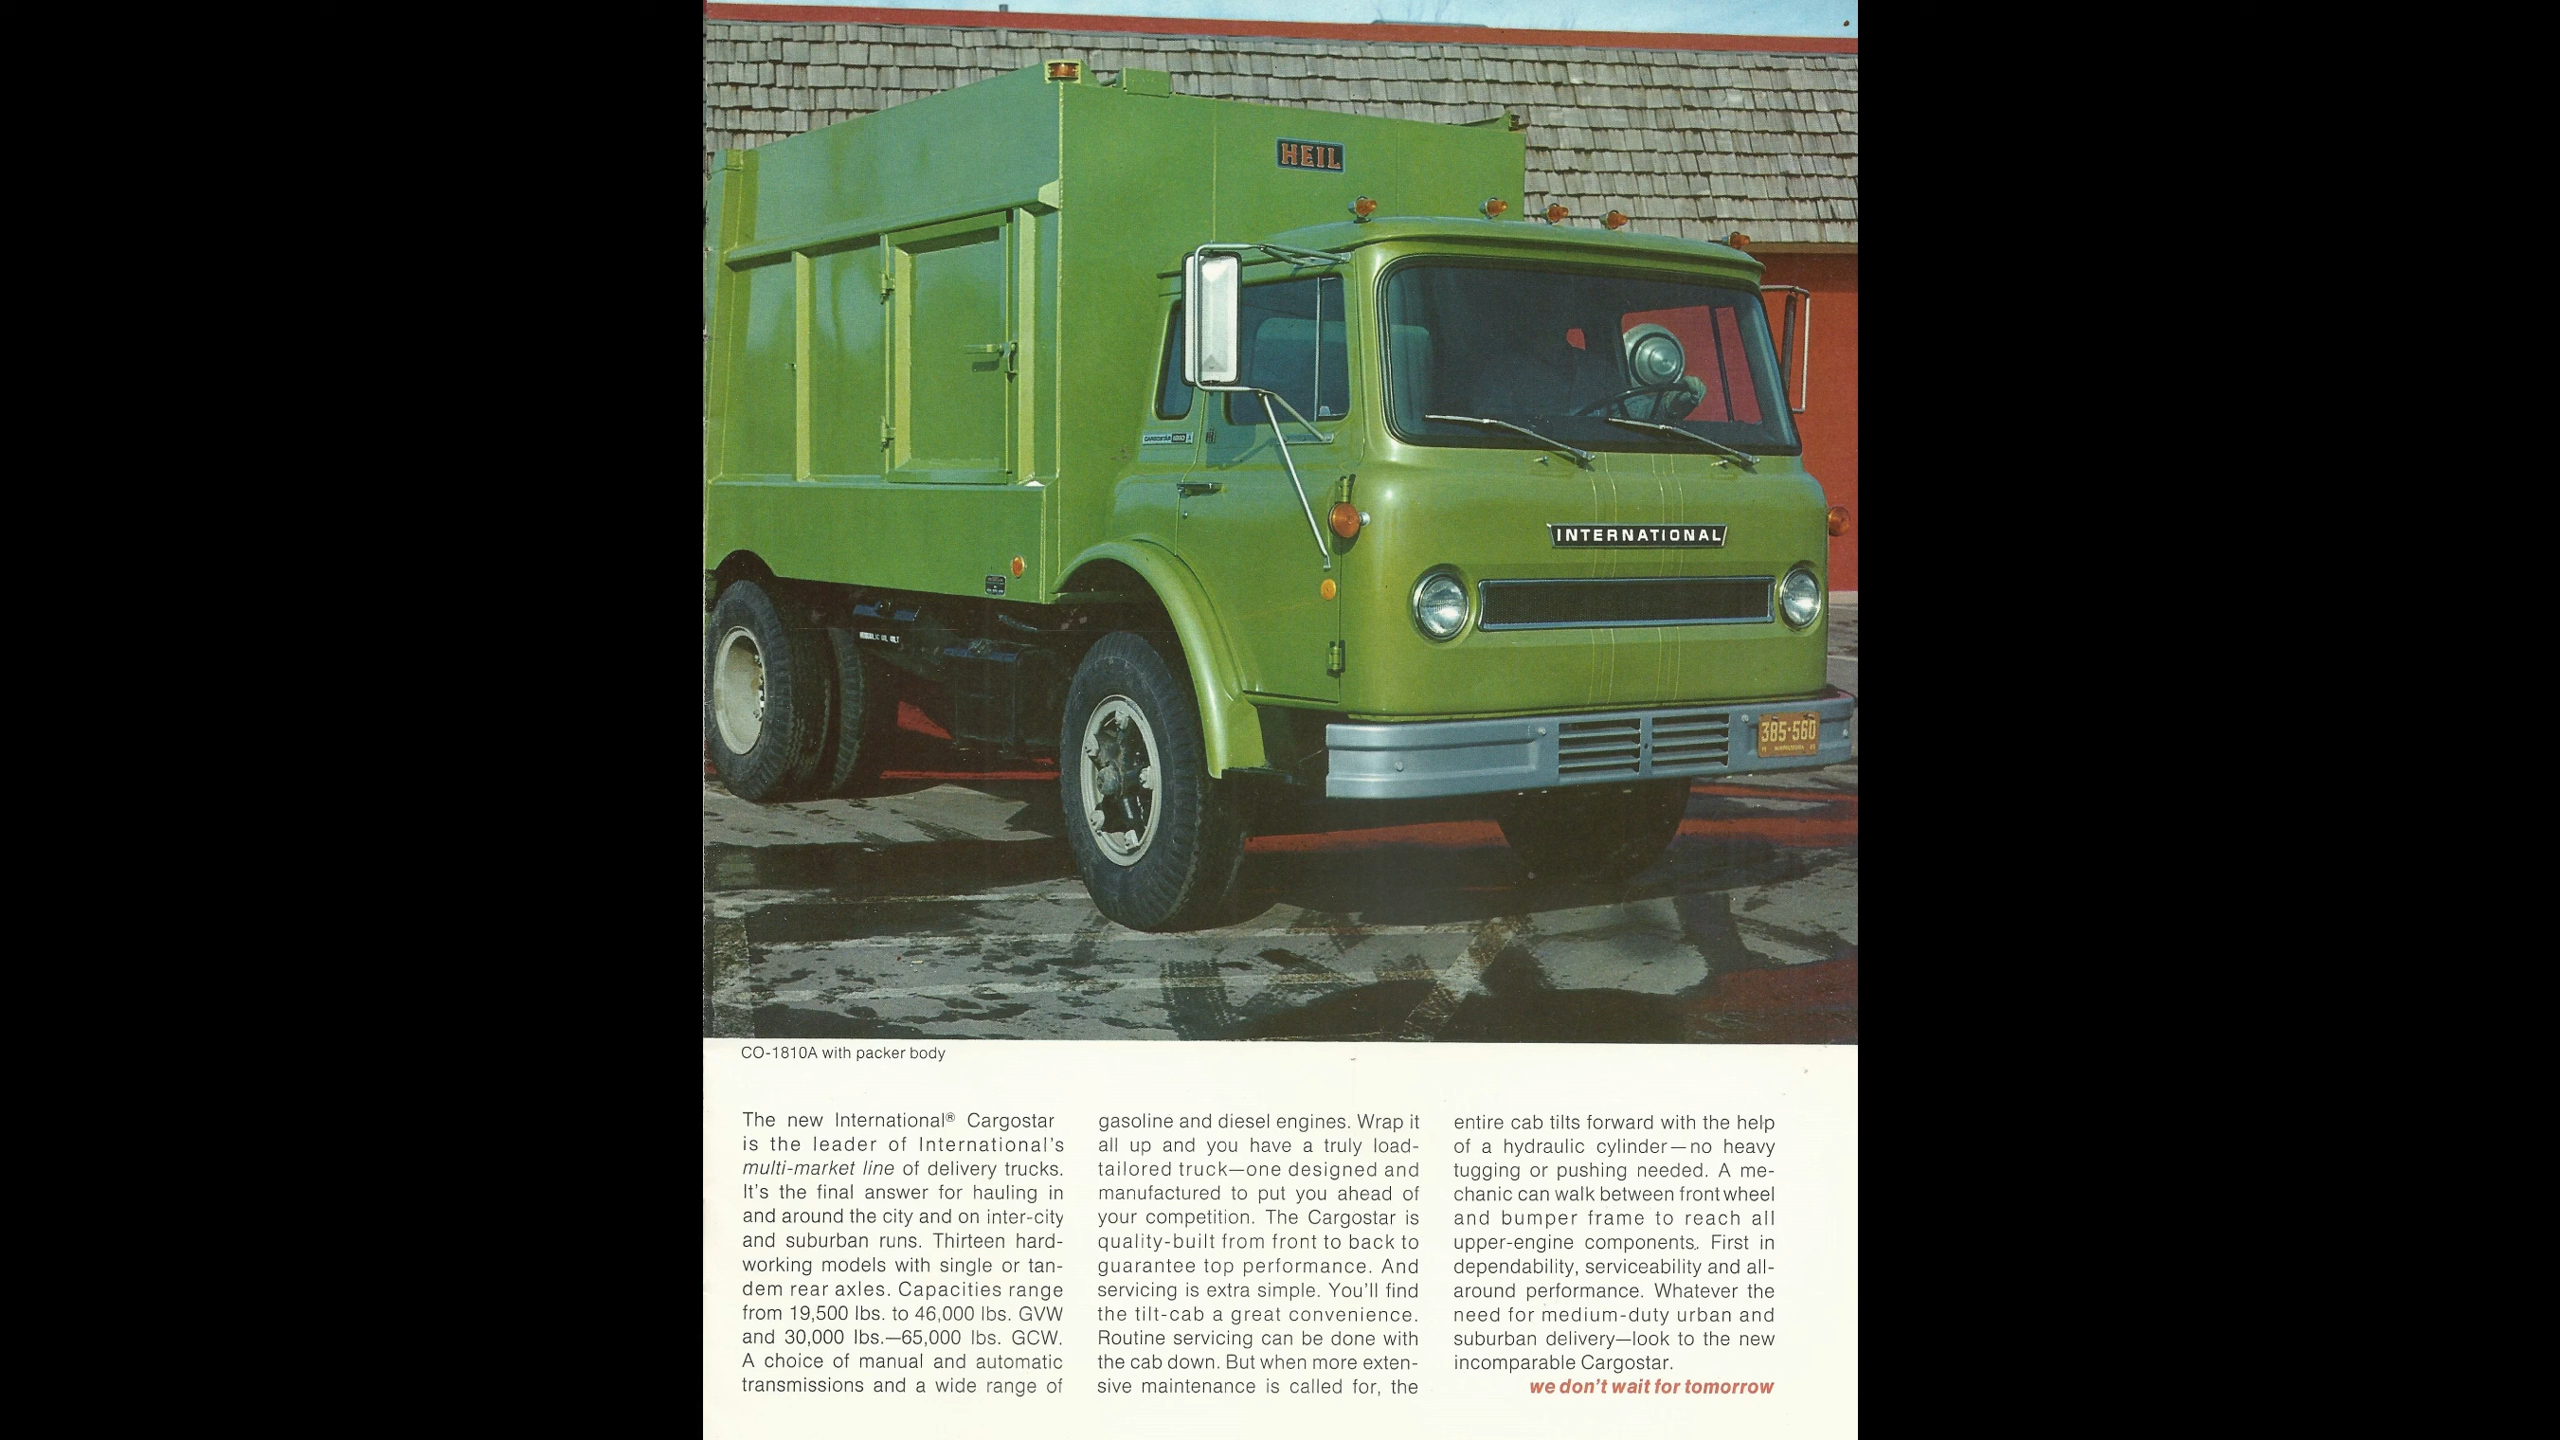 HEIL
CARGOSTAR
INTERNATIONAL
385·560
CO-1810A with packer body
The new International® Cargostar
is the leader of International's
multi-market line of delivery trucks.
It's the final answer for hauling in
and around the city and on inter-city
and suburban runs. Thirteen hard-
working models with single or tan-
dem rear axles. Capacities range
from 19,500 lbs. to 46,000 lbs. GVW
and 30,000 lbs.—65,000 lbs. GCW.
A choice of manual and automatic
transmissions and a wide range of
gasoline and diesel engines. Wrap it
all up and you have a truly load-
tailored truck—one designed and
manufactured to put you ahead of
your competition. The Cargostar is
quality-built from front to back to
guarantee top performance. And
servicing is extra simple. You'll find
the tilt-cab a great convenience.
Routine servicing can be done with
the cab down. But when more exten-
sive maintenance is called for, the
entire cab tilts forward with the help
of a hydraulic cylinder—no heavy
tugging or pushing needed. A me-
chanic can walk between front wheel
and bumper frame to reach all
upper-engine components. First in
dependability, serviceability and all-
around performance. Whatever the
need for medium-duty urban and
suburban delivery—look to the new
incomparable Cargostar.
we don't wait for tomorrow